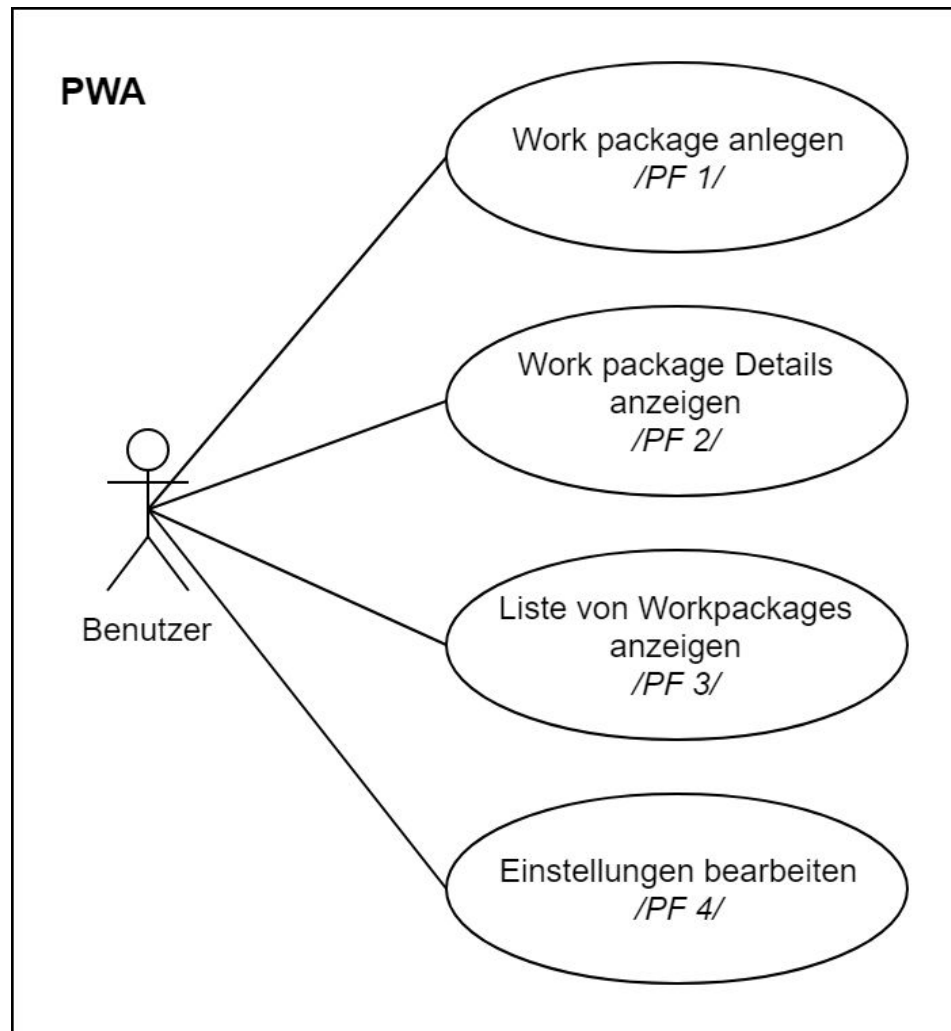 PWA
Work package anlegen
/PF 1/
Work package Details
anzeigen
/PF 2/
Benutzer
Liste von Workpackages
anzeigen
/PF 3/
Einstellungen bearbeiten
/PF 4/